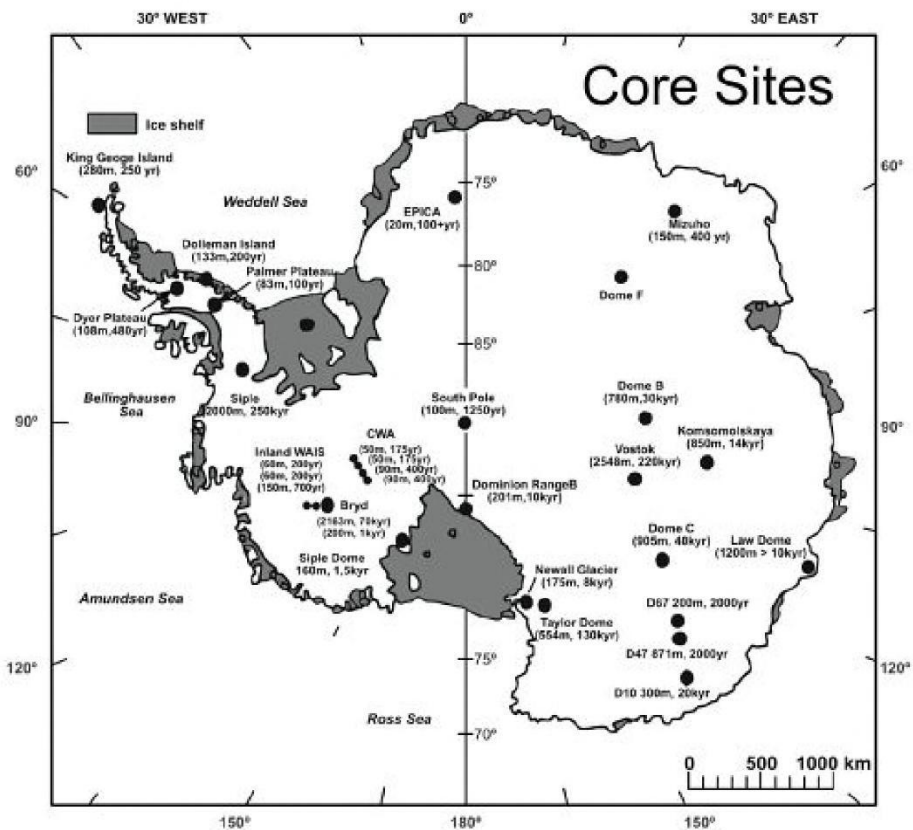 30° WEST
0°
30° EAST
Core Sites
Ice shelf
King Geoge Island
(280m, 250 yr)
60°
60°
Weddell Sea
75°
EPICA
(20m,100+yr)
Mizuho
(150m, 400 yr)
Dolleman Island
(133m,200yr)
Palmer Plateau
(83m,100yr)
80°
Dome F
Dyer Plateau
(108m,480yr)
85°
Bellinghausen
Sea
Siple
2000m, 250kyr
South Pole
(100m, 1250yr)
Dome B
(780m,30kyr)
90°
90°
Komsomolskaya
(850m, 14kyr)
Vostok
(2548m, 220kyr)
CWA
(50m, 175yr)
(50m, 175yr)
(90m, 400yr)
(90m, 400yr)
Inland WAIS
(60m, 200yr)
(60m, 200yr)
(150m, 700yr)
Dominion RangeB
(201m,10kyr)
Bryd
(2163m, 70kyr)
(200m, 1kyr)
Dome C
(905m, 40kyr)
Law Dome
(1200m > 10kyr)
Siple Dome
160m, 1,5kyr
Newall Glacier
(175m, 8kyr)
Amundsen Sea
D67 200m, 2000yr
Taylor Dome
(554m, 130kyr)
D47 871m, 2000yr
120°
75°
120°
D10 300m, 20kyr
Ross Sea
70°
0 500 1000 km
150°
180°
150°